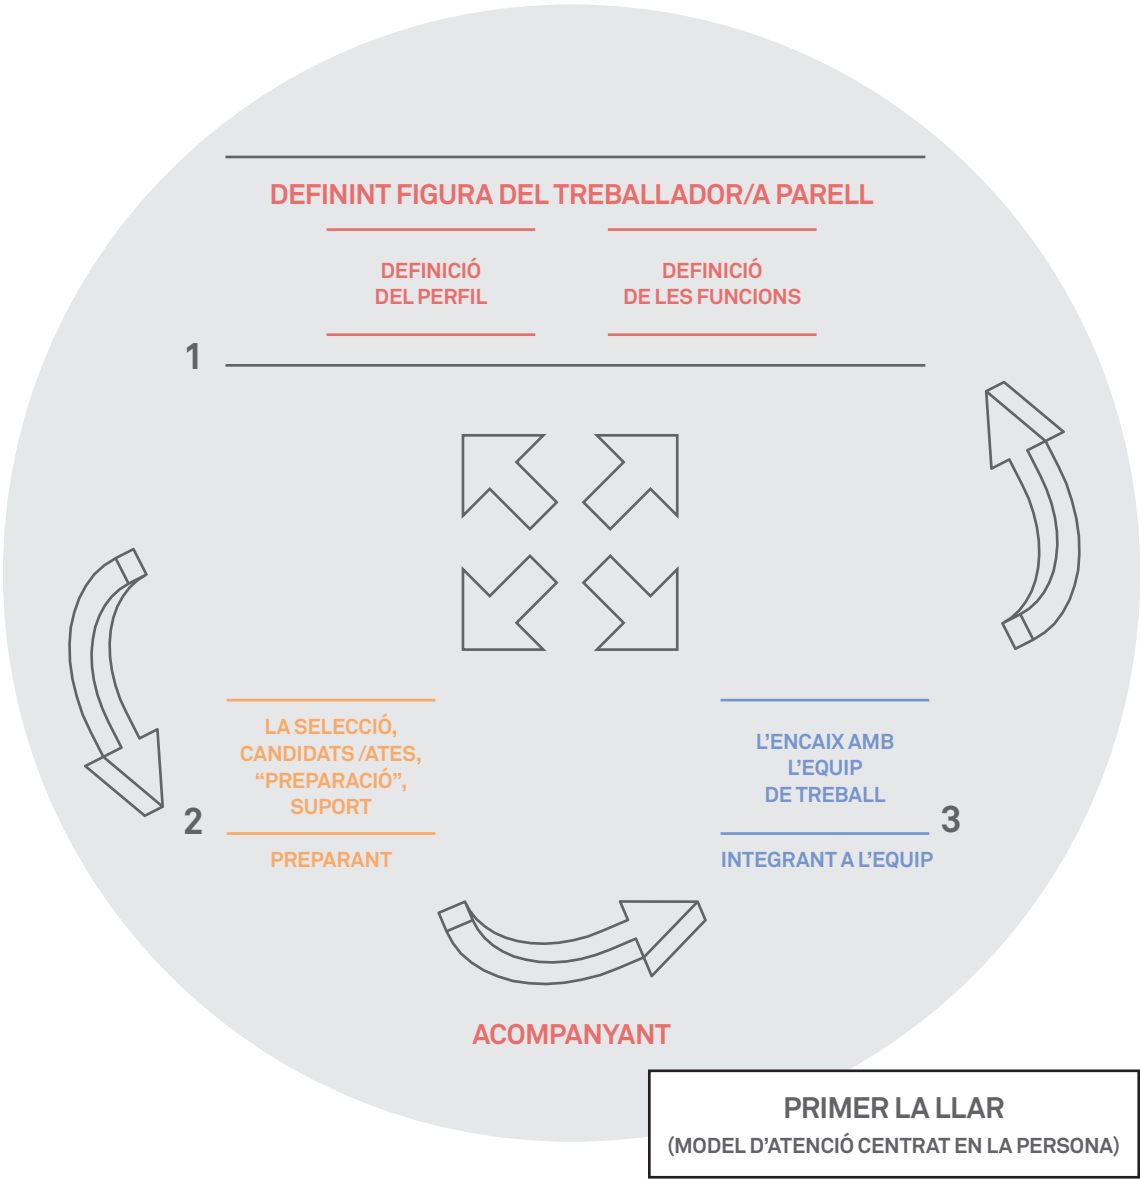 DEFININT FIGURA DEL TREBALLADOR/A PARELL
DEFINICIÓ
DEL PERFIL
DEFINICIÓ
DE LES FUNCIONS
1
LA SELECCIÓ,
CANDIDATS /ATES,
“PREPARACIÓ”,
SUPORT
2
PREPARANT
L’ENCAIX AMB
L’EQUIP
DE TREBALL
3
INTEGRANT A L’EQUIP
ACOMPANYANT
PRIMER LA LLAR
(MODEL D’ATENCIÓ CENTRAT EN LA PERSONA)